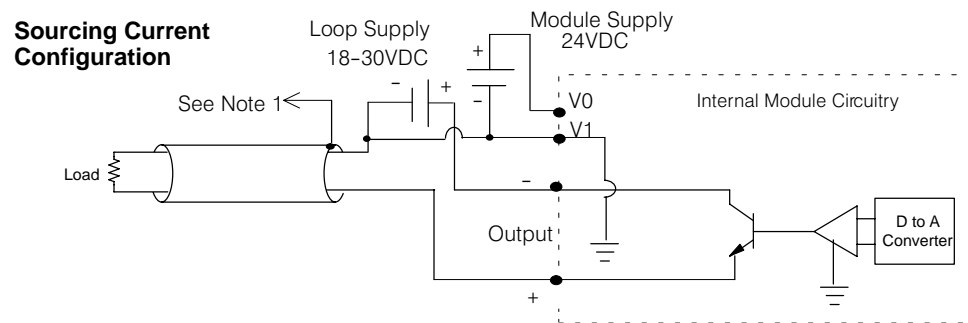 Sourcing Current
Configuration
Loop Supply
18-30VDC
Module Supply
24VDC
+
-
- +
See Note 1
V0
V1
Internal Module Circuitry
Load
-
Output
+
D to A
Converter